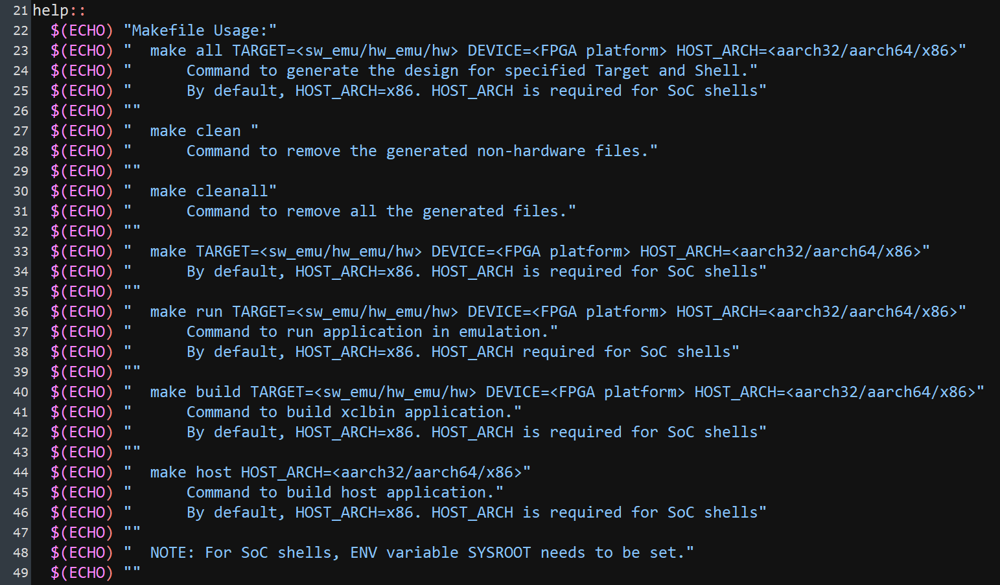 21 help::
22   $(ECHO) "Makefile Usage:"
23   $(ECHO) "  make all TARGET=<sw_emu/hw_emu/hw> DEVICE=<FPGA platform> HOST_ARCH=<aarch32/aarch64/x86>"
24   $(ECHO) "      Command to generate the design for specified Target and Shell."
25   $(ECHO) "      By default, HOST_ARCH=x86. HOST_ARCH is required for SoC shells"
26   $(ECHO) ""
27   $(ECHO) "  make clean "
28   $(ECHO) "      Command to remove the generated non-hardware files."
29   $(ECHO) ""
30   $(ECHO) "  make cleanall"
31   $(ECHO) "      Command to remove all the generated files."
32   $(ECHO) ""
33   $(ECHO) "  make TARGET=<sw_emu/hw_emu/hw> DEVICE=<FPGA platform> HOST_ARCH=<aarch32/aarch64/x86>"
34   $(ECHO) "      By default, HOST_ARCH=x86. HOST_ARCH is required for SoC shells"
35   $(ECHO) ""
36   $(ECHO) "  make run TARGET=<sw_emu/hw_emu/hw> DEVICE=<FPGA platform> HOST_ARCH=<aarch32/aarch64/x86>"
37   $(ECHO) "      Command to run application in emulation."
38   $(ECHO) "      By default, HOST_ARCH=x86. HOST_ARCH required for SoC shells"
39   $(ECHO) ""
40   $(ECHO) "  make build TARGET=<sw_emu/hw_emu/hw> DEVICE=<FPGA platform> HOST_ARCH=<aarch32/aarch64/x86>"
41   $(ECHO) "      Command to build xclbin application."
42   $(ECHO) "      By default, HOST_ARCH=x86. HOST_ARCH is required for SoC shells"
43   $(ECHO) ""
44   $(ECHO) "  make host HOST_ARCH=<aarch32/aarch64/x86>"
45   $(ECHO) "      Command to build host application."
46   $(ECHO) "      By default, HOST_ARCH=x86. HOST_ARCH is required for SoC shells"
47   $(ECHO) ""
48   $(ECHO) "  NOTE: For SoC shells, ENV variable SYSROOT needs to be set."
49   $(ECHO) ""